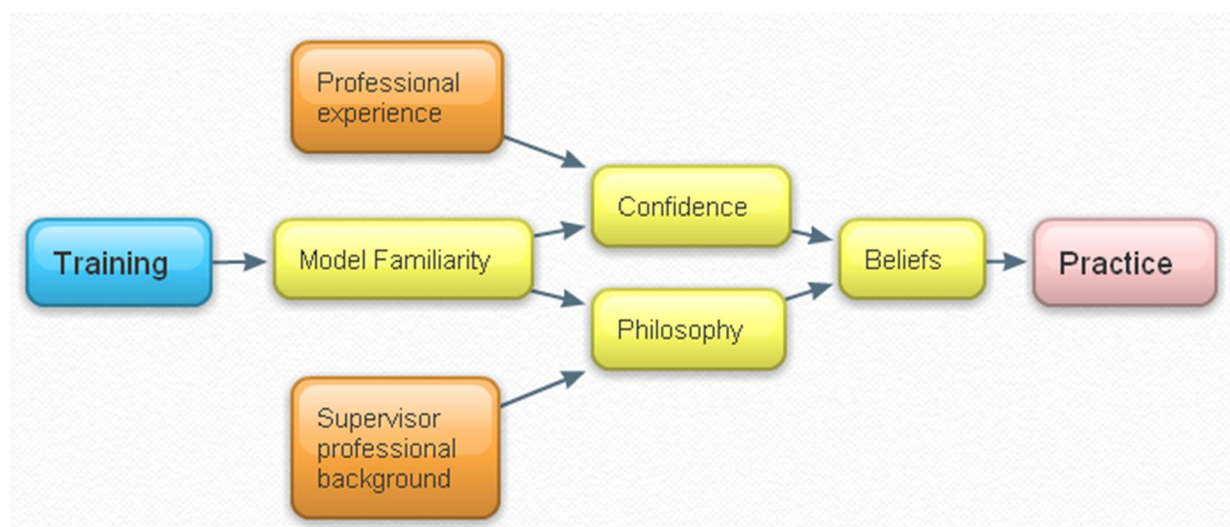 Professional
experience
Confidence
Training
Model Familiarity
Beliefs
Practice
Philosophy
Supervisor
professional
background